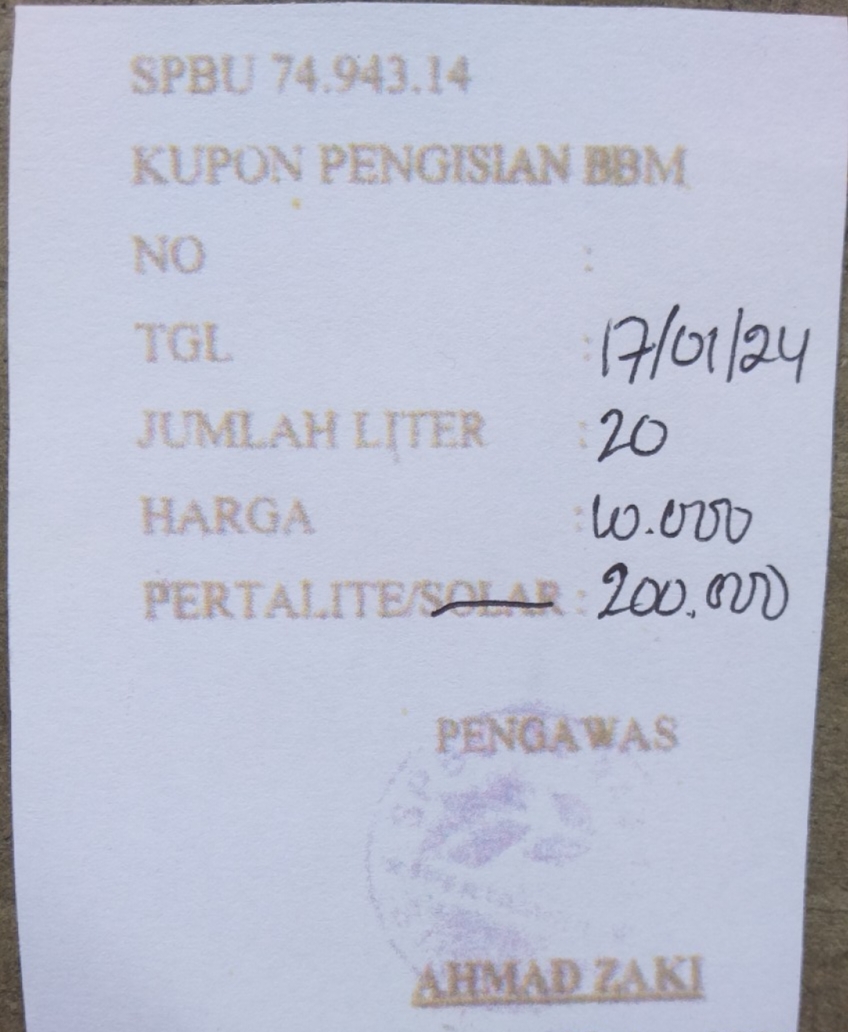 SPBU 74.943.14
KUPON PENGISIAN BBM
NO :
TGL : 17/01/24
JUMLAH LITER : 20
HARGA : 10.000
PERTALITE/SOLAR : 200.000
PENGAWAS
SPB
AHMAD ZAKI